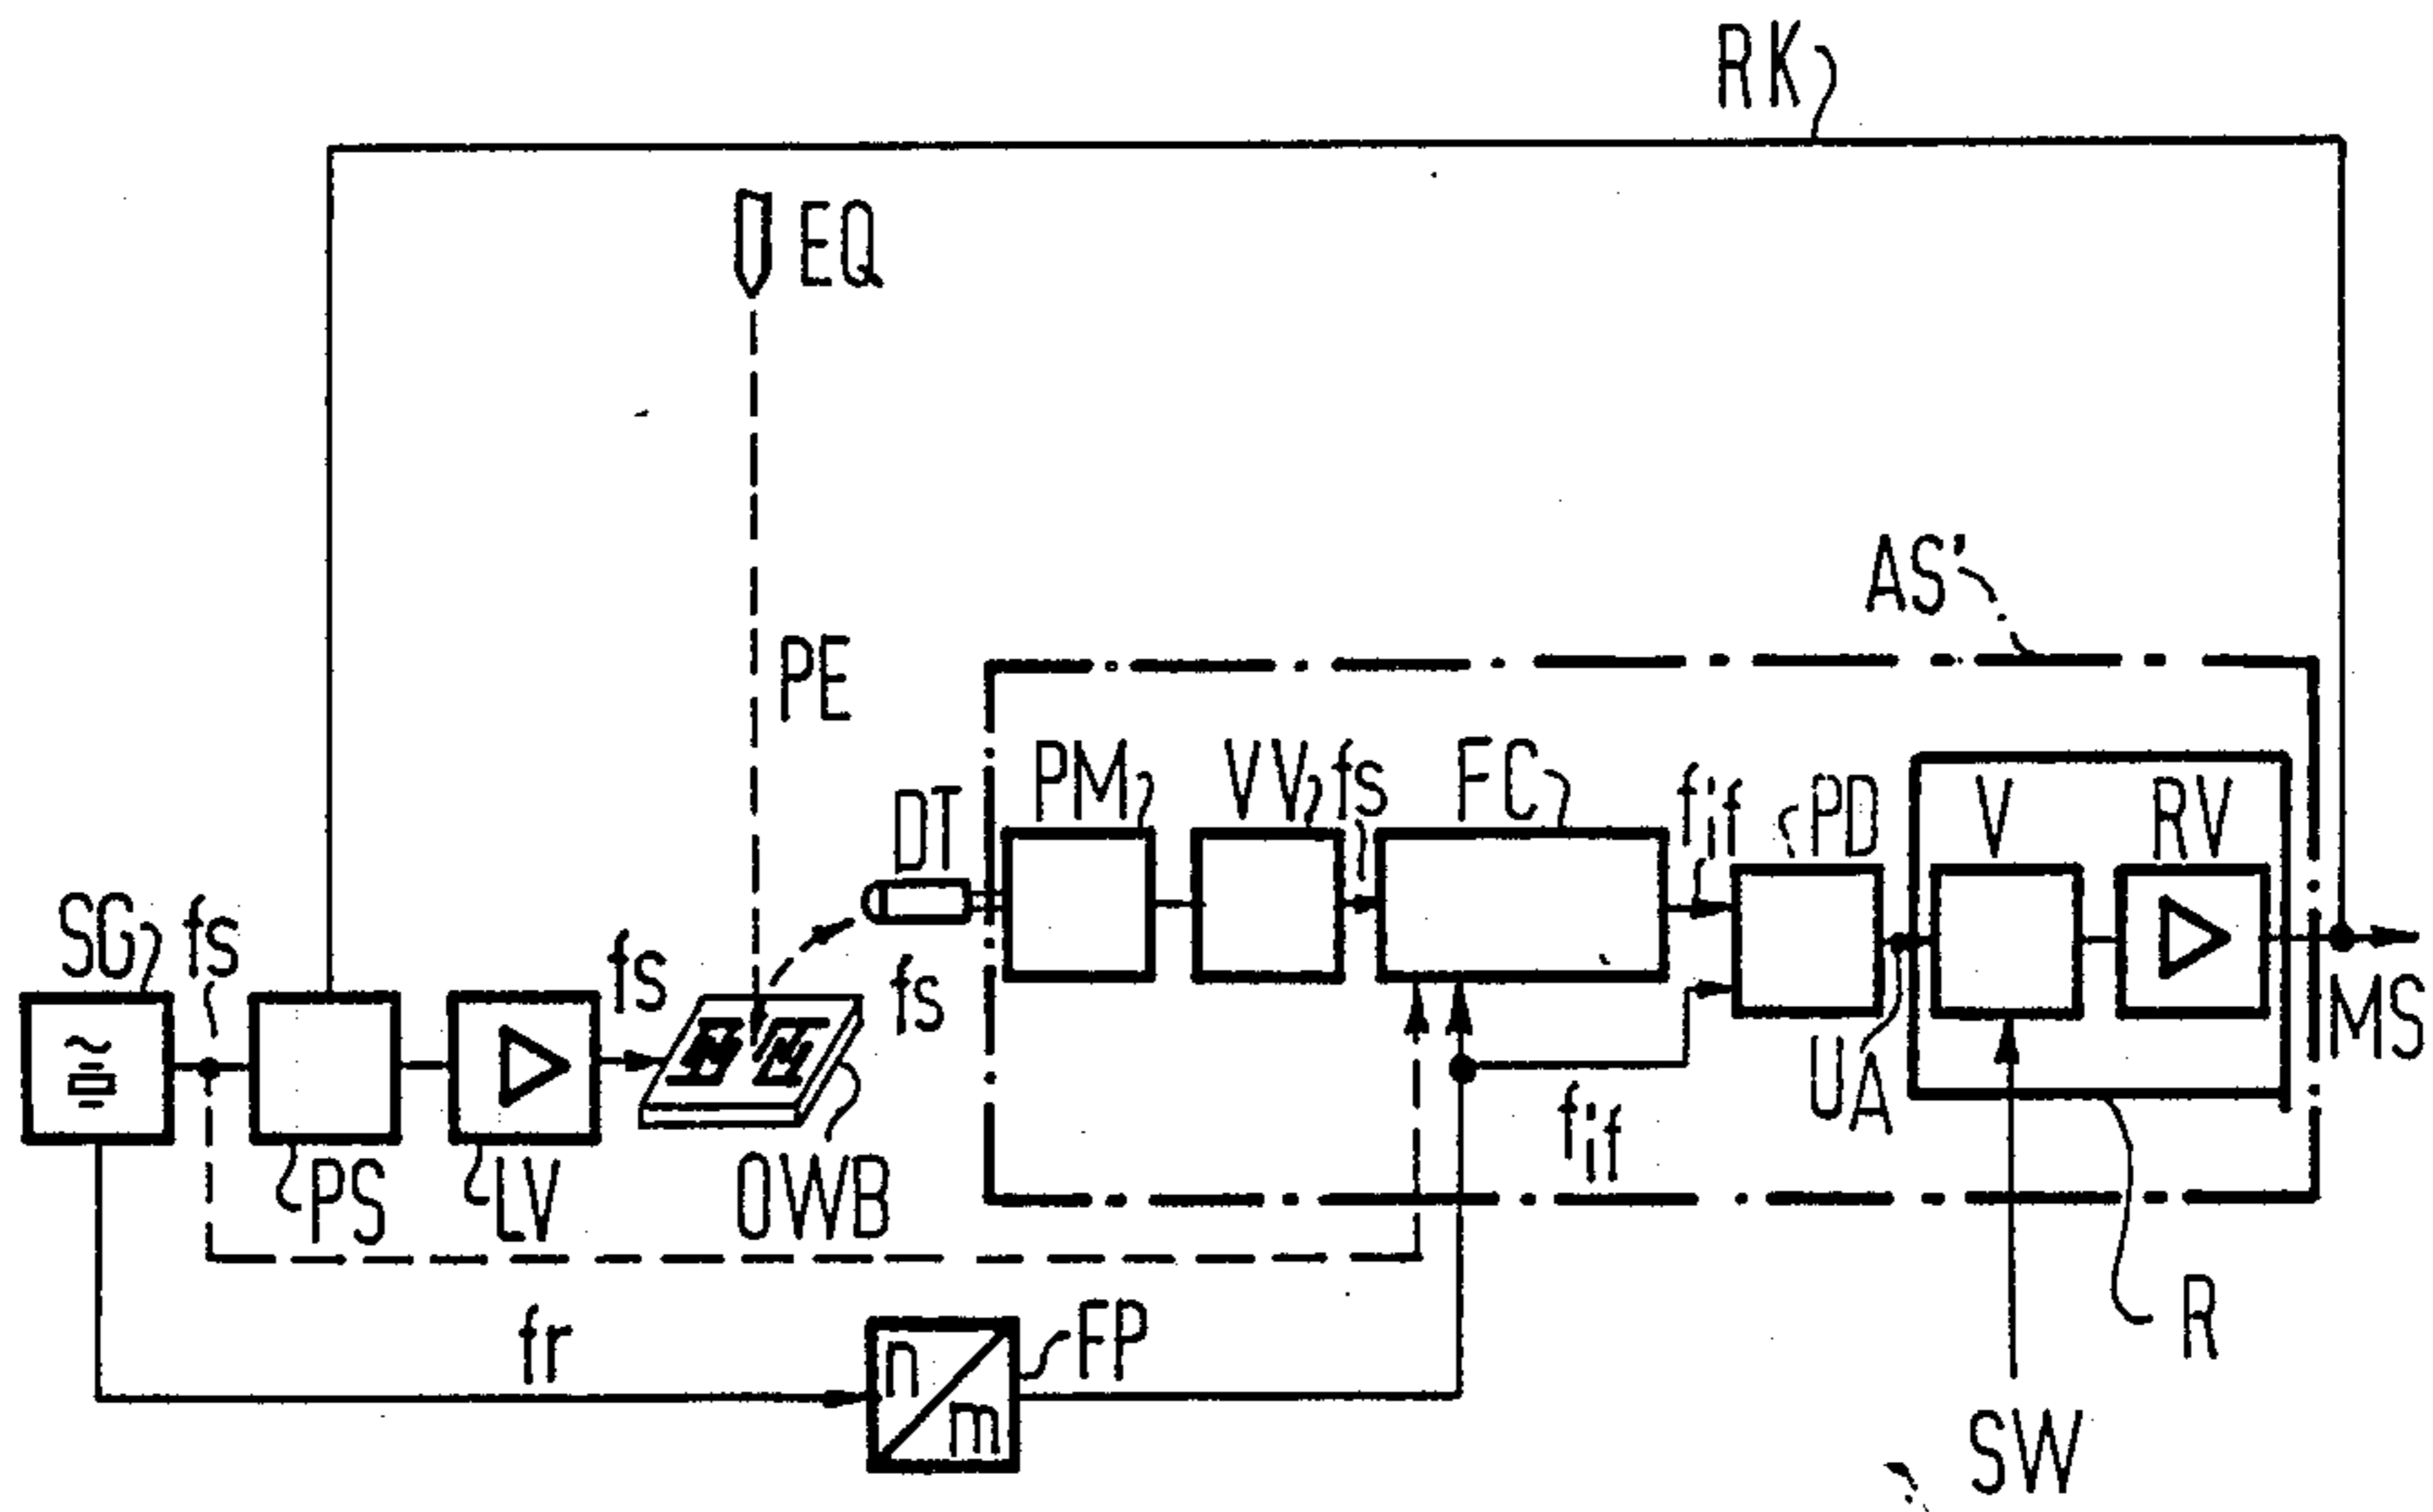 RK
EQ
AS'
PE
PM
VV
fs
FC
fif
PD
V
RV
DT
SG
fs
fs
fs
MS
UA
fif
PS
LV
OWB
fr
n
m
FP
R
SW